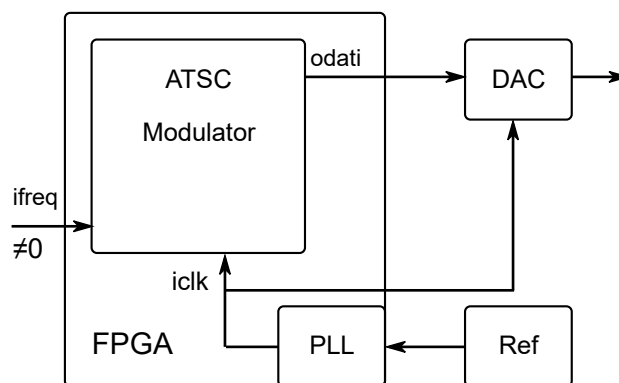 odati
ATSC
Modulator
DAC
ifreq
≠0
iclk
FPGA
PLL
Ref